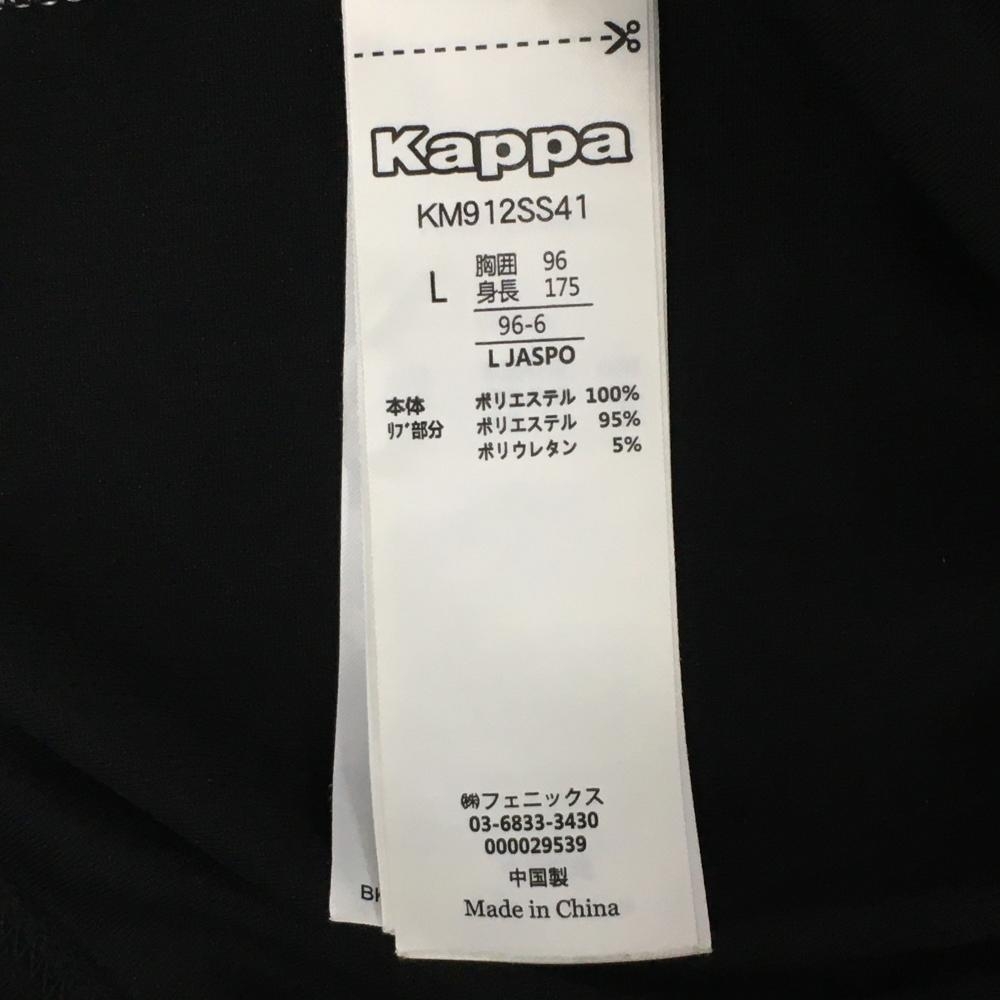 Kappa
KM912SS41
L
胸囲 96
身長 175
96-6
L JASPO
本体 ポリエステル 100%
ﾘﾌﾞ部分 ポリエステル 95%
ポリウレタン 5%
㈱フェニックス
03-6833-3430
000029539
中国製
Made in China